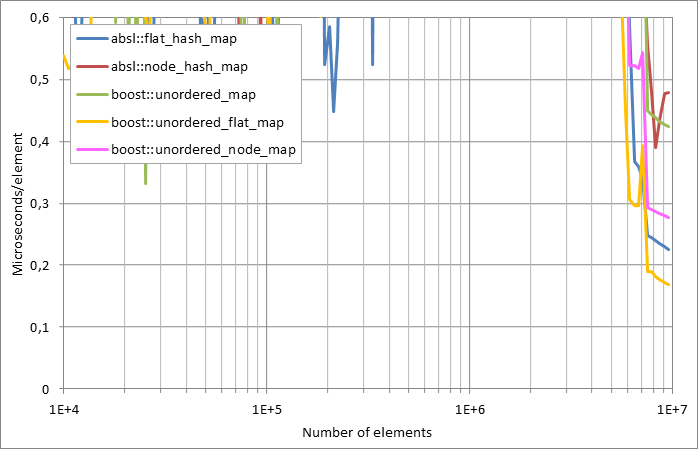 0,6
absl::flat_hash_map
absl::node_hash_map
boost::unordered_map
boost::unordered_flat_map
boost::unordered_node_map
0,5
0,4
0,3
0,2
0,1
0
Microseconds/element
1E+4 1E+5 1E+6 1E+7
Number of elements